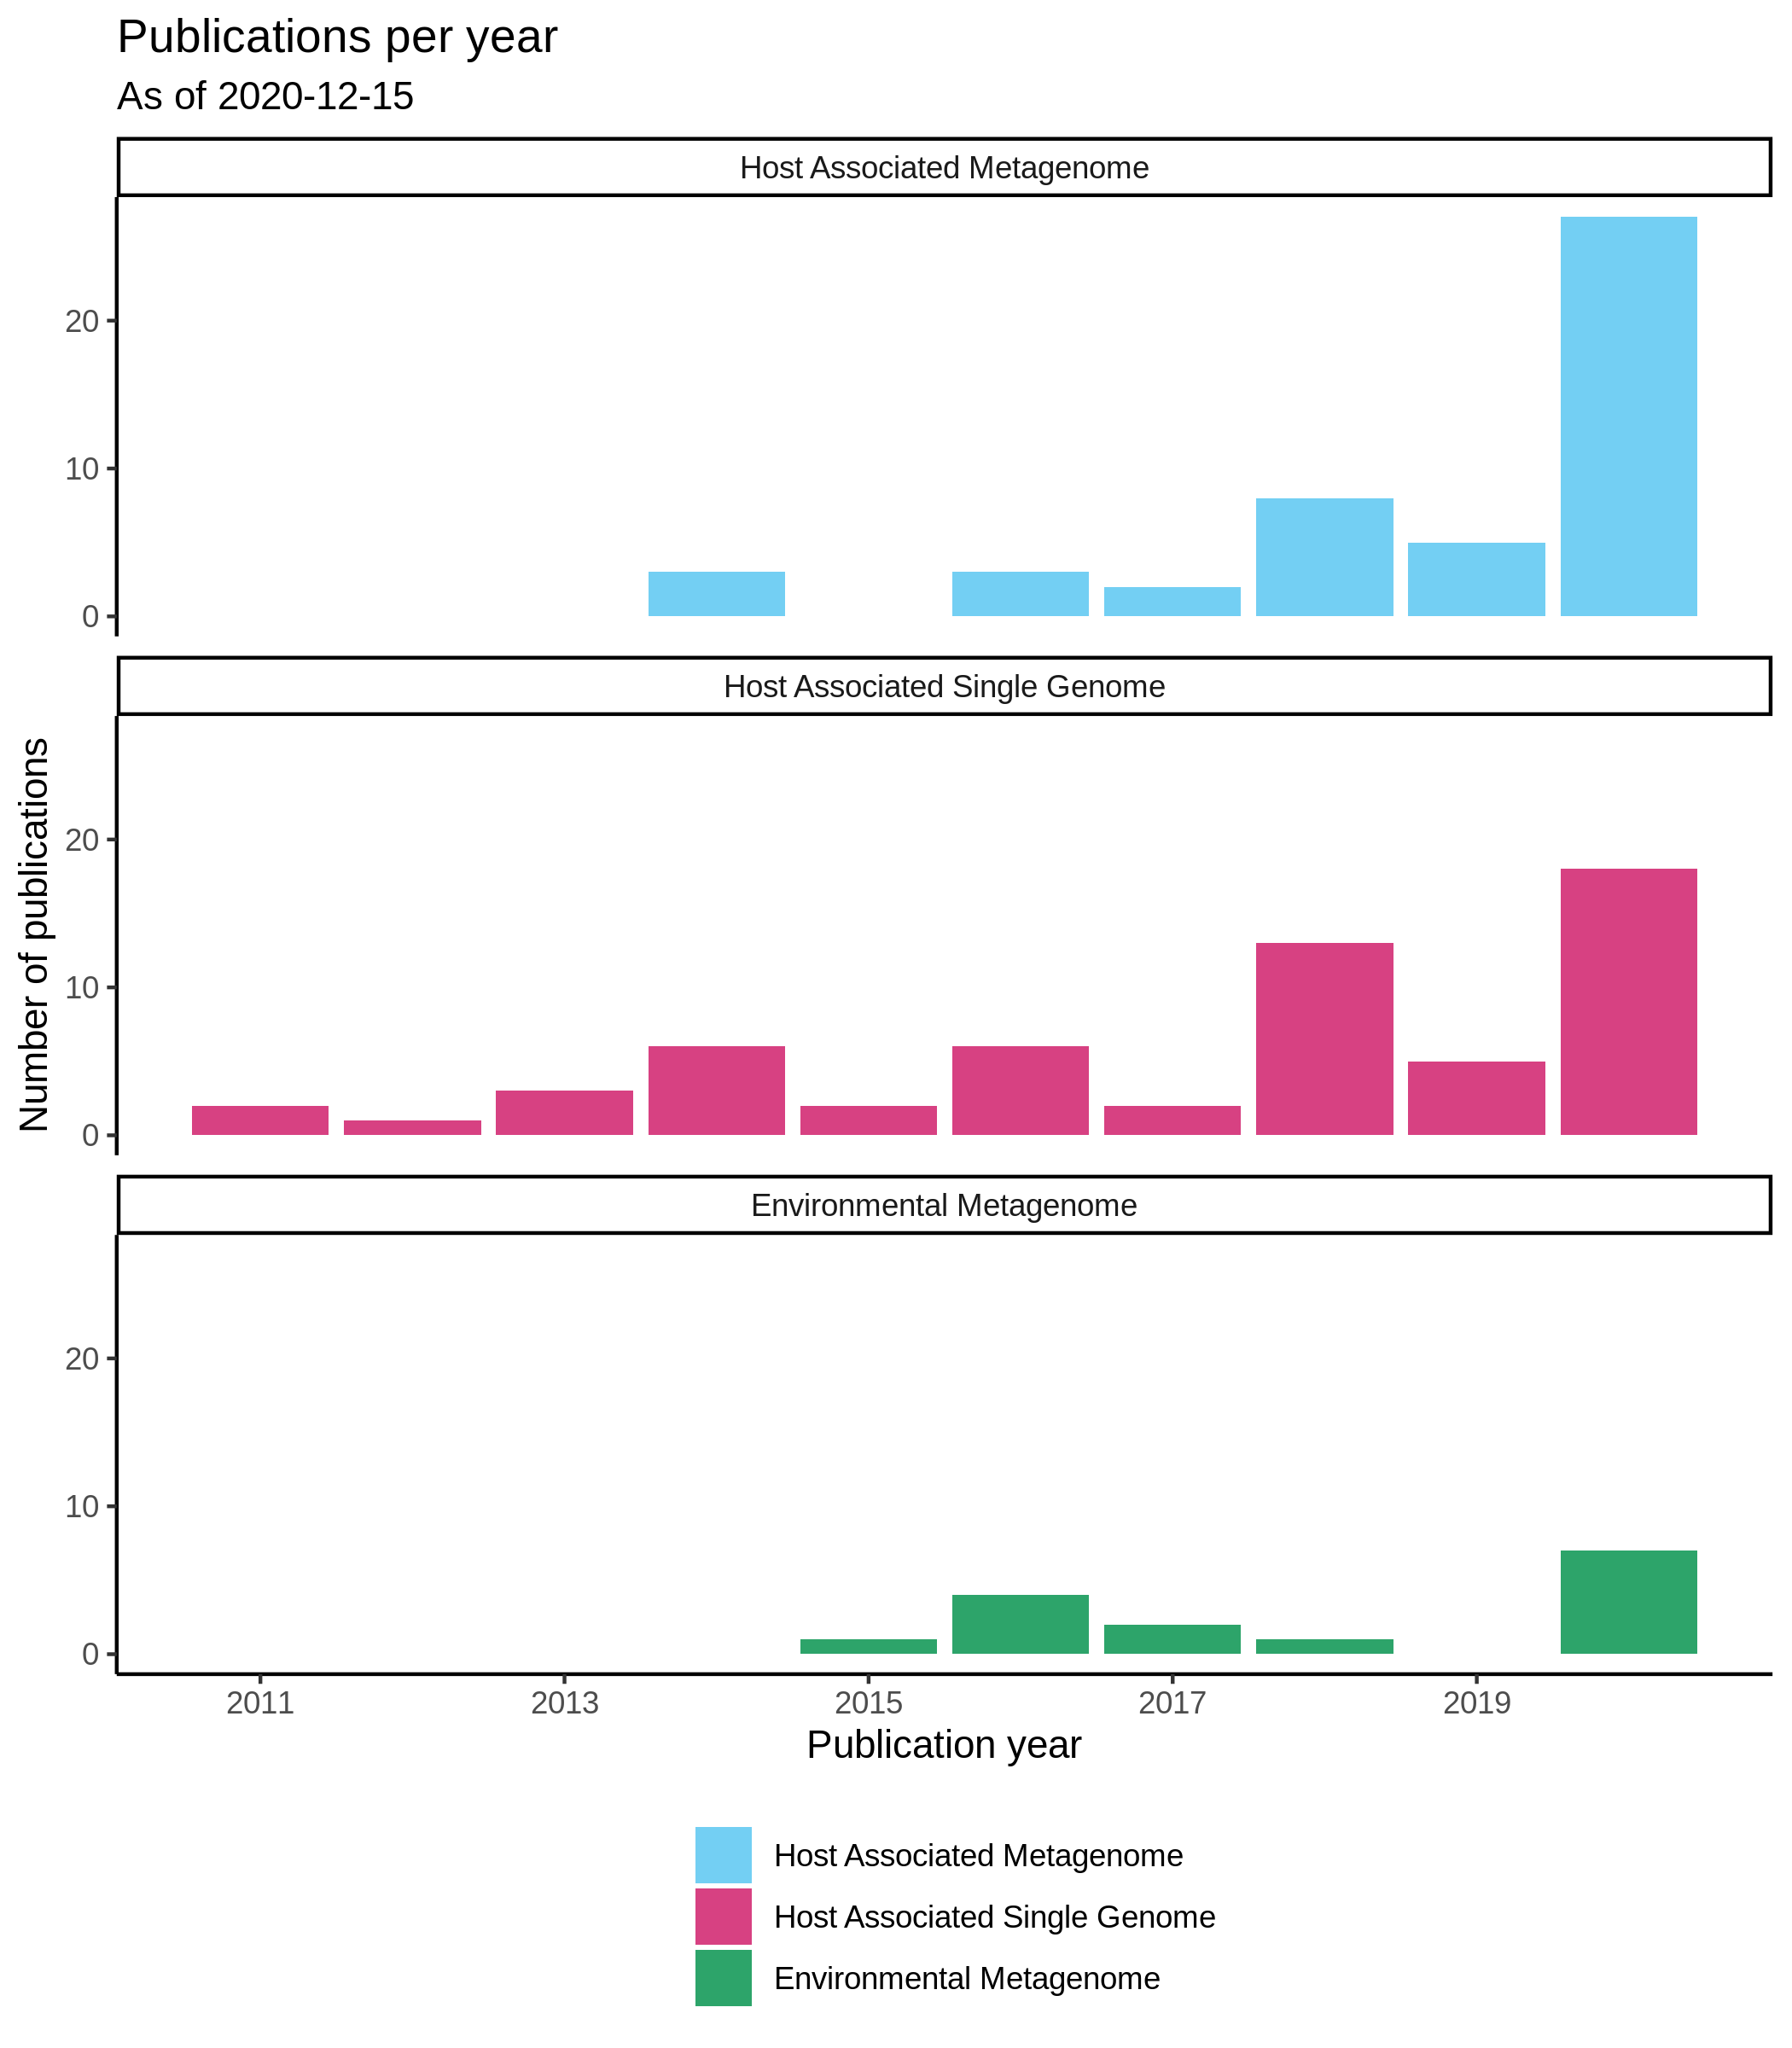 Publications per year
As of 2020-12-15
Host Associated Metagenome
20
10
0
Host Associated Single Genome
20
10
0
Number of publications
Environmental Metagenome
20
10
0
2011 2013 2015 2017 2019
Publication year
Host Associated Metagenome
Host Associated Single Genome
Environmental Metagenome